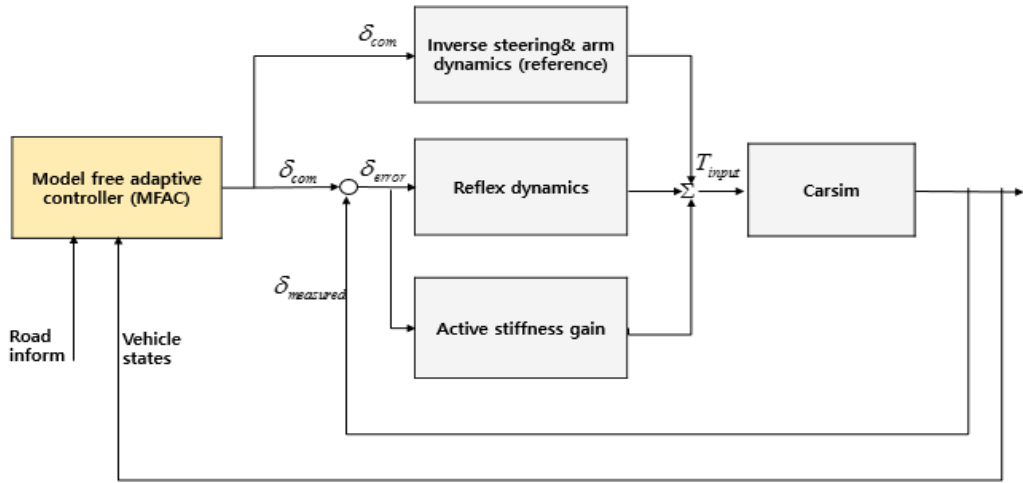 δcom
Inverse steering& arm
dynamics (reference)
Model free adaptive
controller (MFAC)
δcom
δerror
Reflex dynamics
Σ
Tinput
Carsim
δmeasured
Active stiffness gain
Road
inform
Vehicle
states